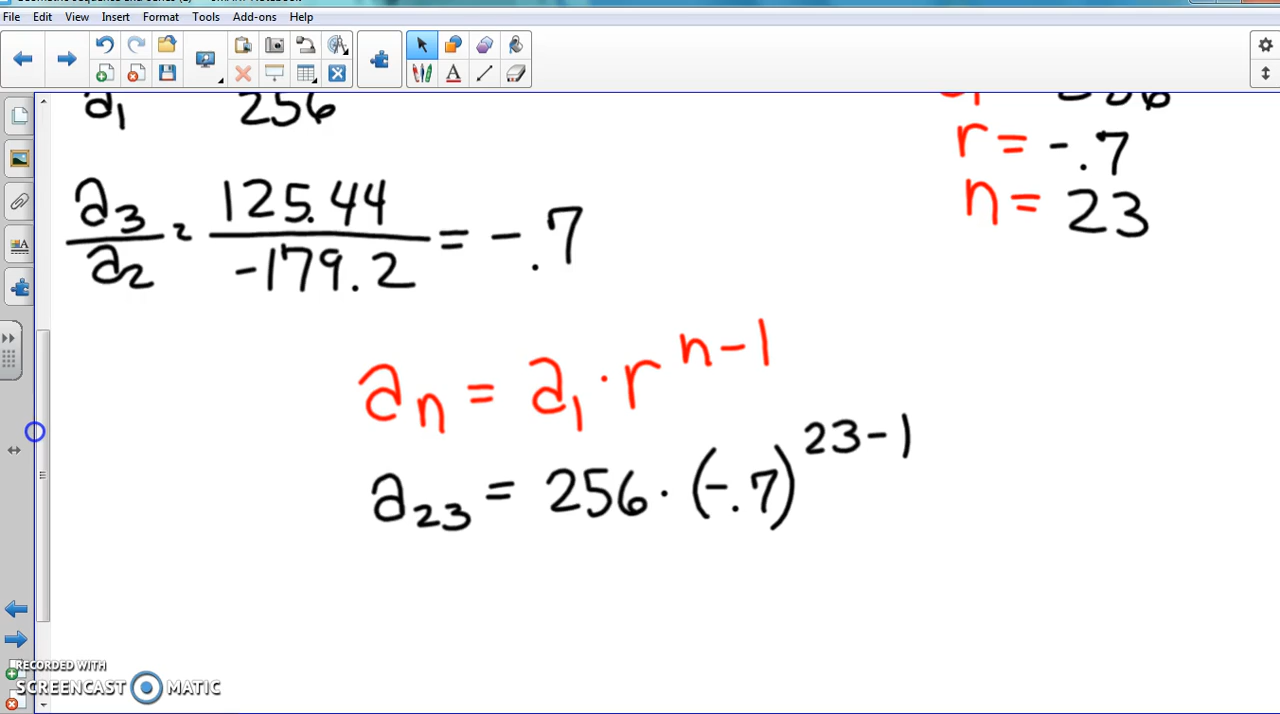 File Edit View Insert Format Tools Add-ons Help
a1 256
r = -.7
n = 23
a3 = 125.44 = -.7
a2 -179.2
an = a1 · r^n-1
a23 = 256 · (-.7)^23-1
RECORDED WITH
SCREENCAST MATIC